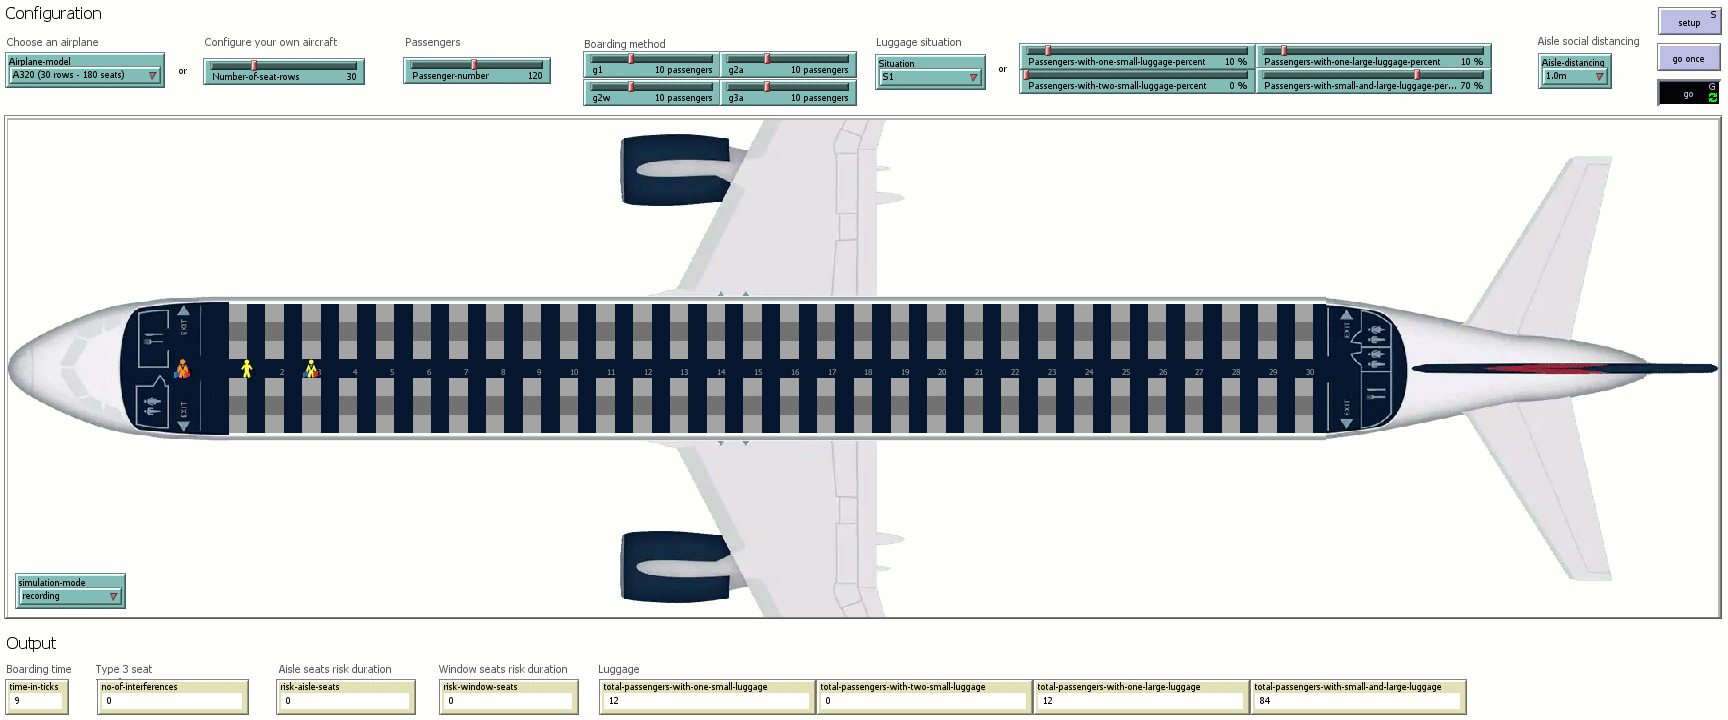 Configuration
Choose an airplane
Airplane-model
A320 (30 rows - 180 seats)
or
Configure your own aircraft
Number-of-seat-rows 30
Passengers
Passenger-number 120
Boarding method
g1 10 passengers
g2a 10 passengers
g2w 10 passengers
g3a 10 passengers
Luggage situation
Situation
S1
or
Passengers-with-one-small-luggage-percent 10 %
Passengers-with-one-large-luggage-percent 10 %
Passengers-with-two-small-luggage-percent 0 %
Passengers-with-small-and-large-luggage-per... 70 %
Aisle social distancing
Aisle-distancing
1.0m
S
setup
go once
G
go
EXIT
EXIT
2 4 5 6 7 8 9 10 11 12 13 14 15 16 17 18 19 20 21 22 23 24 25 26 27 28 29 30
EXIT
EXIT
simulation-mode
recording
Output
Boarding time
time-in-ticks
9
Type 3 seat
no-of-interferences
0
Aisle seats risk duration
risk-aisle-seats
0
Window seats risk duration
risk-window-seats
0
Luggage
total-passengers-with-one-small-luggage
12
total-passengers-with-two-small-luggage
0
total-passengers-with-one-large-luggage
12
total-passengers-with-small-and-large-luggage
84